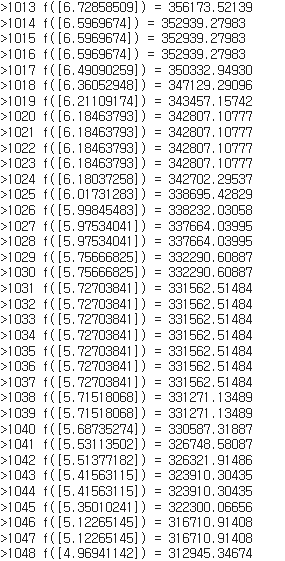 >1013 f([6.72858509]) = 356173.52139
>1014 f([6.5969674]) = 352939.27983
>1015 f([6.5969674]) = 352939.27983
>1016 f([6.5969674]) = 352939.27983
>1017 f([6.49090259]) = 350332.94930
>1018 f([6.36052948]) = 347129.29096
>1019 f([6.21109174]) = 343457.15742
>1020 f([6.18463793]) = 342807.10777
>1021 f([6.18463793]) = 342807.10777
>1022 f([6.18463793]) = 342807.10777
>1023 f([6.18463793]) = 342807.10777
>1024 f([6.18037258]) = 342702.29537
>1025 f([6.01731283]) = 338695.42829
>1026 f([5.99845483]) = 338232.03058
>1027 f([5.97534041]) = 337664.03995
>1028 f([5.97534041]) = 337664.03995
>1029 f([5.75666825]) = 332290.60887
>1030 f([5.75666825]) = 332290.60887
>1031 f([5.72703841]) = 331562.51484
>1032 f([5.72703841]) = 331562.51484
>1033 f([5.72703841]) = 331562.51484
>1034 f([5.72703841]) = 331562.51484
>1035 f([5.72703841]) = 331562.51484
>1036 f([5.72703841]) = 331562.51484
>1037 f([5.72703841]) = 331562.51484
>1038 f([5.71518068]) = 331271.13489
>1039 f([5.71518068]) = 331271.13489
>1040 f([5.68735274]) = 330587.31887
>1041 f([5.53113502]) = 326748.58087
>1042 f([5.51377182]) = 326321.91486
>1043 f([5.41563115]) = 323910.30435
>1044 f([5.41563115]) = 323910.30435
>1045 f([5.35010241]) = 322300.06656
>1046 f([5.12265145]) = 316710.91408
>1047 f([5.12265145]) = 316710.91408
>1048 f([4.96941142]) = 312945.34674